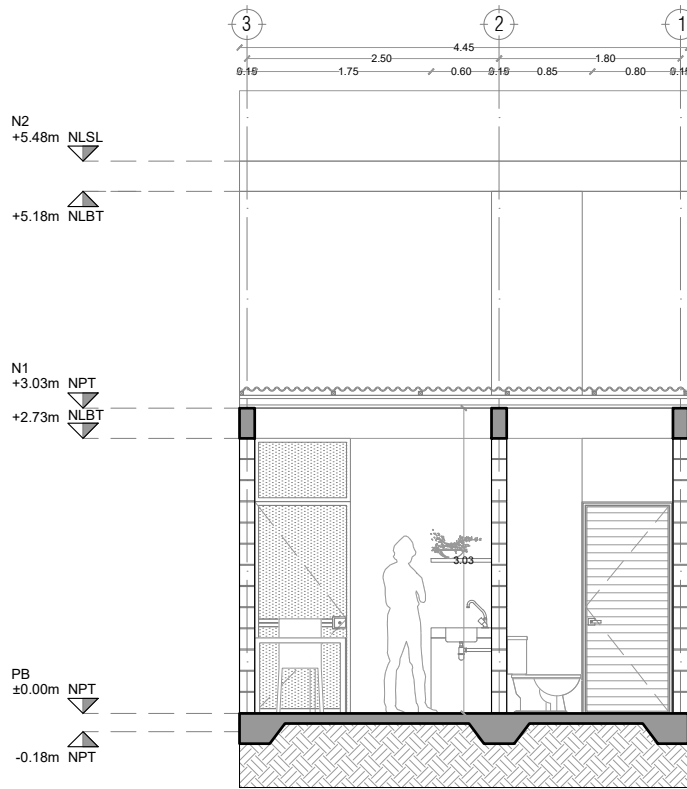 3
2
1
4.45
2.50
1.80
0.15
1.75
0.60
0.15
0.85
0.80
N2
+5.48m NLSL
+5.18m NLBT
N1
+3.03m NPT
+2.73m NLBT
3.03
PB
±0.00m NPT
-0.18m NPT